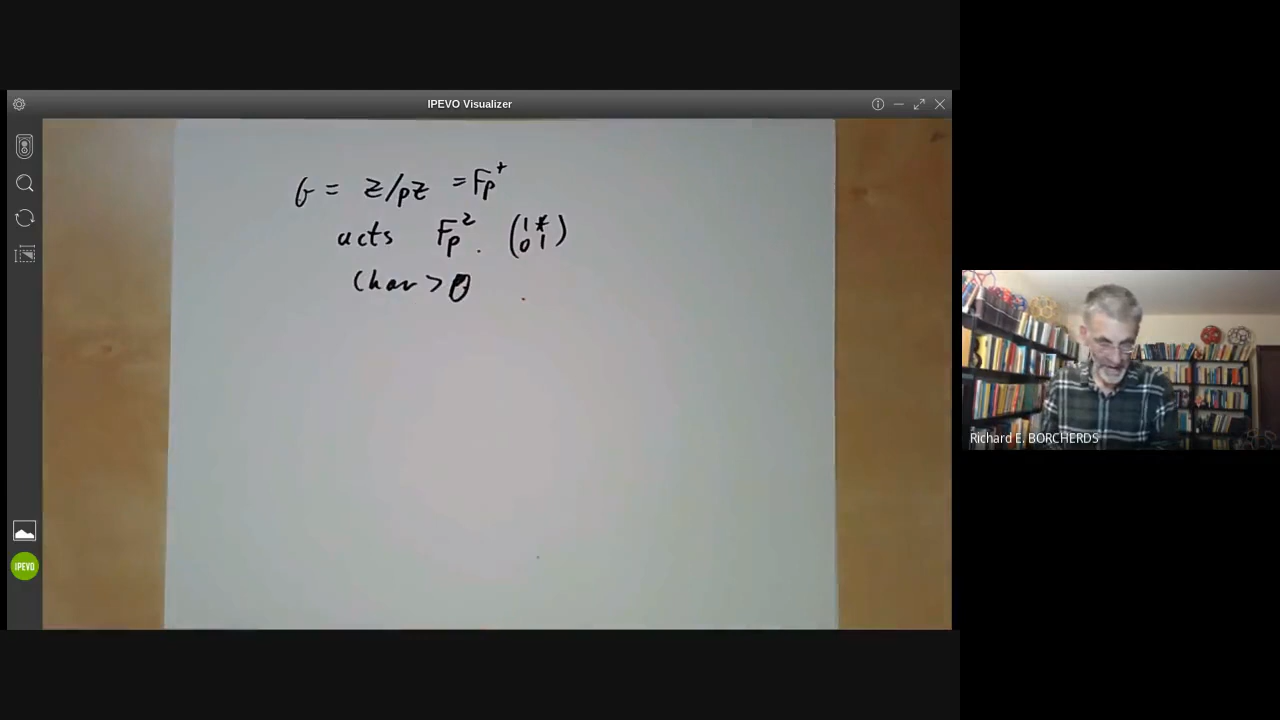 IPEVO Visualizer
G = Z/pZ = Fp⁺
acts Fp². (1 * 0 1)
Char > 0
IPEVO
Richard E. BORCHERDS